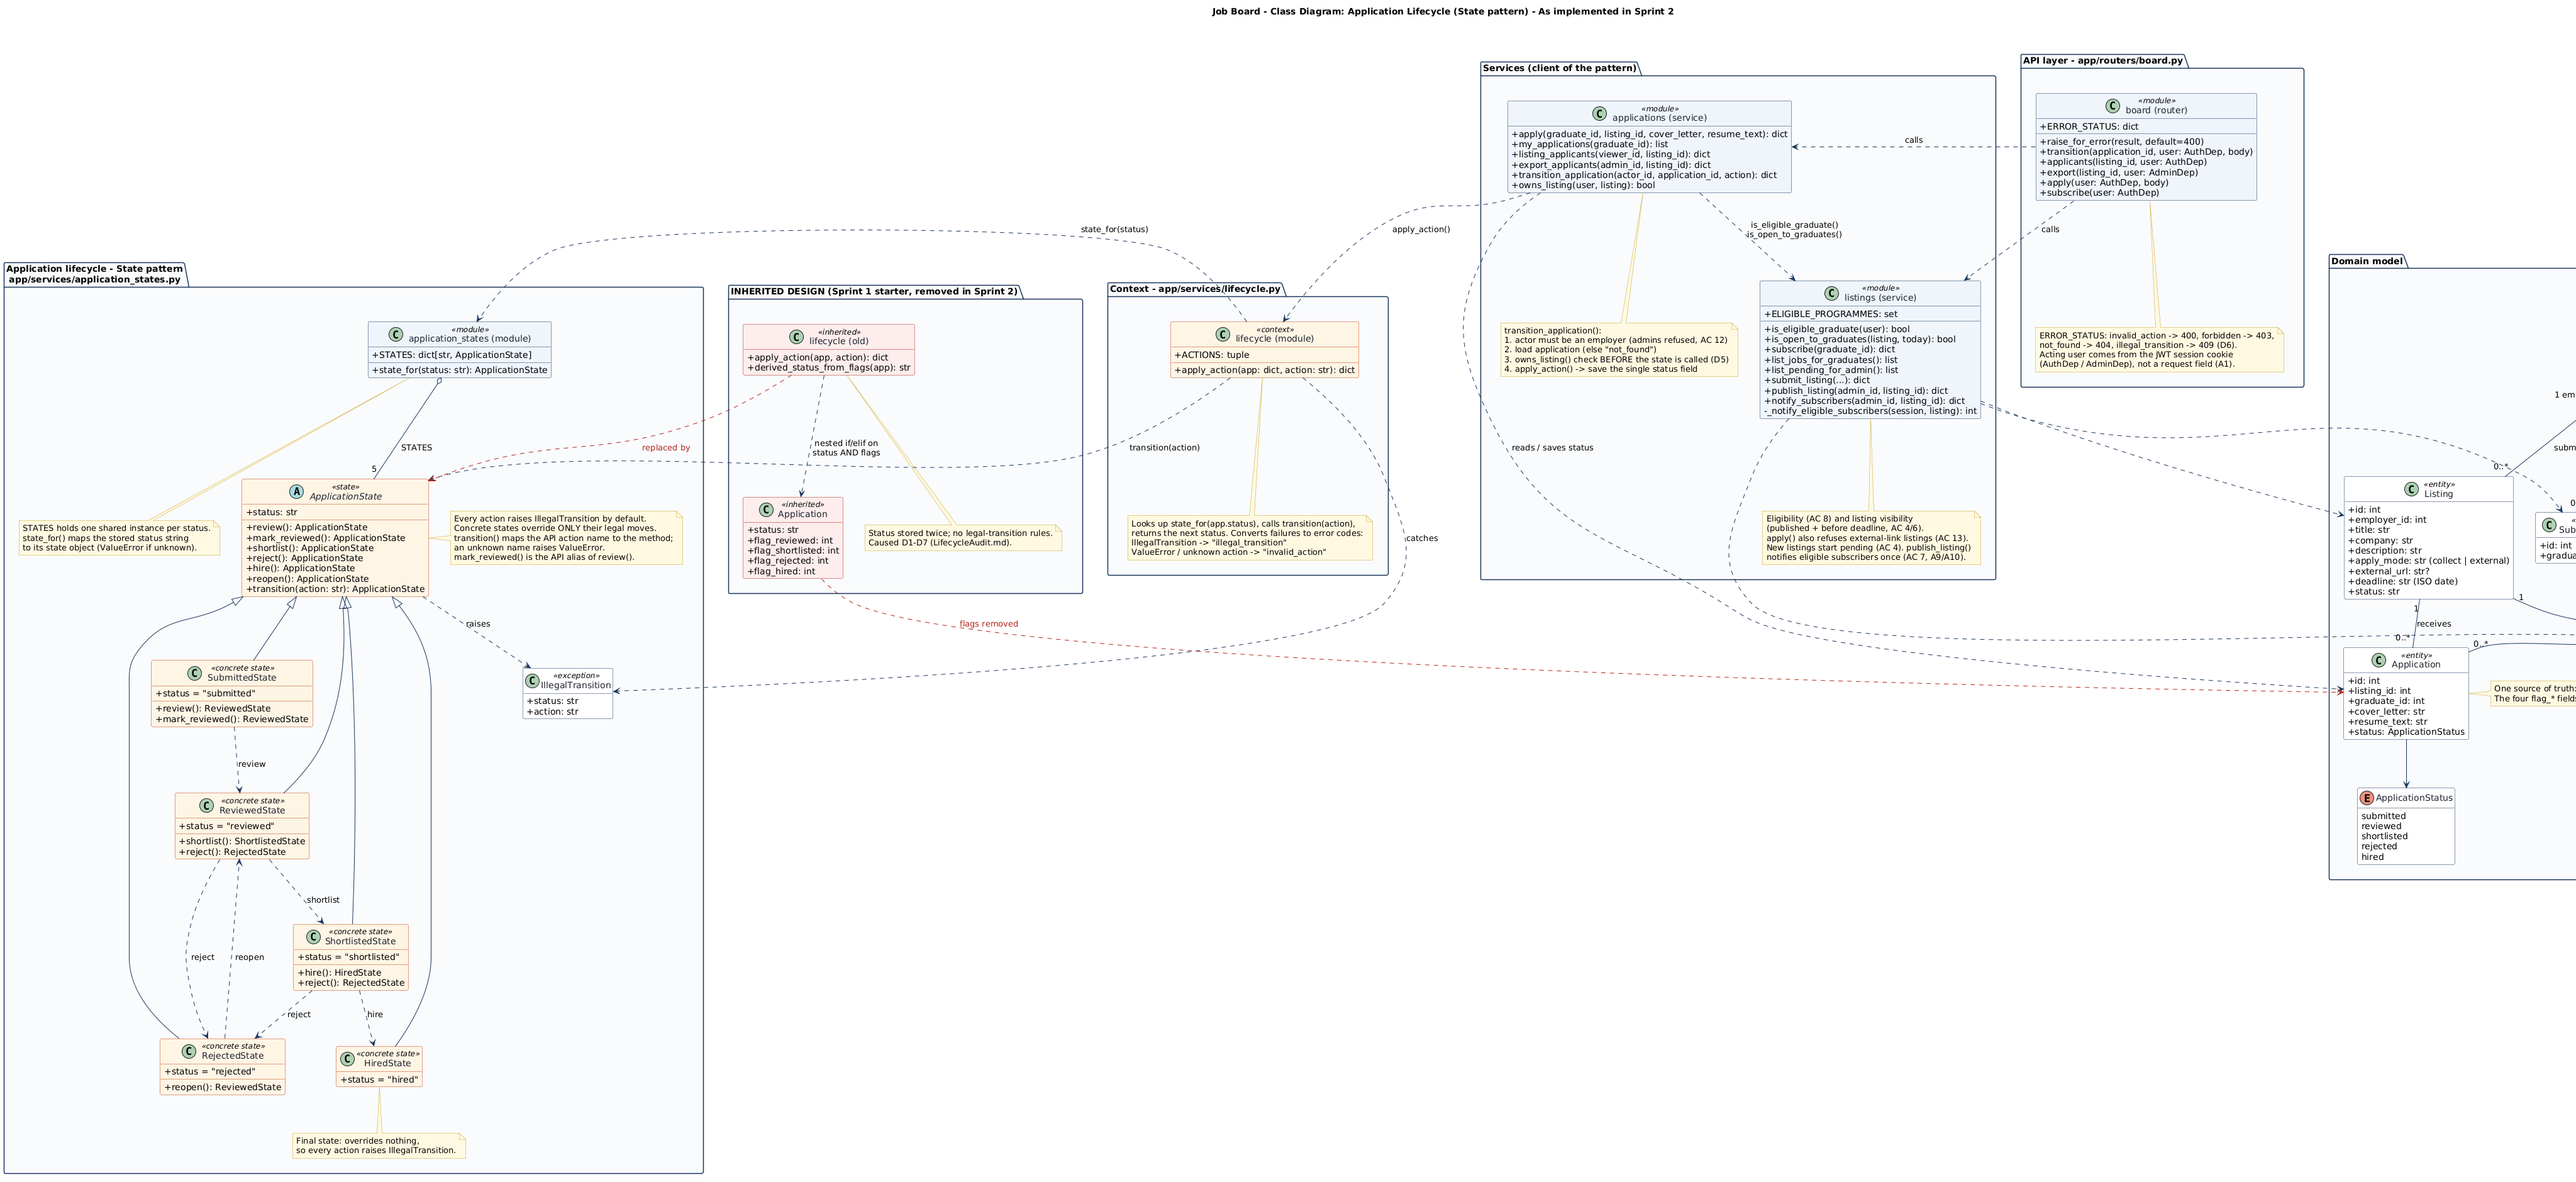 Job Board - Class Diagram: Application Lifecycle (State pattern) - As implemented in Sprint 2
Application lifecycle - State pattern
app/services/application_states.py
«module»
application_states (module)
+STATES: dict[str, ApplicationState]
+state_for(status: str): ApplicationState
STATES
5
STATES holds one shared instance per status.
state_for() maps the stored status string
to its state object (ValueError if unknown).
«state»
ApplicationState
+status: str
+review(): ApplicationState
+mark_reviewed(): ApplicationState
+shortlist(): ApplicationState
+reject(): ApplicationState
+hire(): ApplicationState
+reopen(): ApplicationState
+transition(action: str): ApplicationState
Every action raises IllegalTransition by default.
Concrete states override ONLY their legal moves.
transition() maps the API action name to the method;
an unknown name raises ValueError.
mark_reviewed() is the API alias of review().
raises
«exception»
IllegalTransition
+status: str
+action: str
«concrete state»
SubmittedState
+status = "submitted"
+review(): ReviewedState
+mark_reviewed(): ReviewedState
review
«concrete state»
ReviewedState
+status = "reviewed"
+shortlist(): ShortlistedState
+reject(): RejectedState
shortlist
reject
reopen
«concrete state»
ShortlistedState
+status = "shortlisted"
+hire(): HiredState
+reject(): RejectedState
reject
hire
«concrete state»
RejectedState
+status = "rejected"
+reopen(): ReviewedState
«concrete state»
HiredState
+status = "hired"
Final state: overrides nothing,
so every action raises IllegalTransition.
INHERITED DESIGN (Sprint 1 starter, removed in Sprint 2)
«inherited»
lifecycle (old)
+apply_action(app, action): dict
+derived_status_from_flags(app): str
replaced by
nested if/elif on
status AND flags
«inherited»
Application
+status: str
+flag_reviewed: int
+flag_shortlisted: int
+flag_rejected: int
+flag_hired: int
Status stored twice; no legal-transition rules.
Caused D1-D7 (LifecycleAudit.md).
flags removed
state_for(status)
Context - app/services/lifecycle.py
«context»
lifecycle (module)
+ACTIONS: tuple
+apply_action(app: dict, action: str): dict
transition(action)
Looks up state_for(app.status), calls transition(action),
returns the next status. Converts failures to error codes:
IllegalTransition -> "illegal_transition"
ValueError / unknown action -> "invalid_action"
catches
apply_action()
Services (client of the pattern)
«module»
applications (service)
+apply(graduate_id, listing_id, cover_letter, resume_text): dict
+my_applications(graduate_id): list
+listing_applicants(viewer_id, listing_id): dict
+export_applicants(admin_id, listing_id): dict
+transition_application(actor_id, application_id, action): dict
+owns_listing(user, listing): bool
is_eligible_graduate()
is_open_to_graduates()
transition_application():
1. actor must be an employer (admins refused, AC 12)
2. load application (else "not_found")
3. owns_listing() check BEFORE the state is called (D5)
4. apply_action() -> save the single status field
reads / saves status
«module»
listings (service)
+ELIGIBLE_PROGRAMMES: set
+is_eligible_graduate(user): bool
+is_open_to_graduates(listing, today): bool
+subscribe(graduate_id): dict
+list_jobs_for_graduates(): list
+list_pending_for_admin(): list
+submit_listing(...): dict
+publish_listing(admin_id, listing_id): dict
+notify_subscribers(admin_id, listing_id): dict
-_notify_eligible_subscribers(session, listing): int
Eligibility (AC 8) and listing visibility
(published + before deadline, AC 4/6).
apply() also refuses external-link listings (AC 13).
New listings start pending (AC 4). publish_listing()
notifies eligible subscribers once (AC 7, A9/A10).
API layer - app/routers/board.py
«module»
board (router)
+ERROR_STATUS: dict
+raise_for_error(result, default=400)
+transition(application_id, user: AuthDep, body)
+applicants(listing_id, user: AuthDep)
+export(listing_id, user: AdminDep)
+apply(user: AuthDep, body)
+subscribe(user: AuthDep)
calls
calls
ERROR_STATUS: invalid_action -> 400, forbidden -> 403,
not_found -> 404, illegal_transition -> 409 (D6).
Acting user comes from the JWT session cookie
(AuthDep / AdminDep), not a request field (A1).
Domain model
1 em
subm
0..*
«entity»
Listing
+id: int
+employer_id: int
+title: str
+company: str
+description: str
+apply_mode: str (collect | external)
+external_url: str?
+deadline: str (ISO date)
+status: str
0
Sub
+id: int
+gradua
1
1
receives
0..*
0..*
«entity»
Application
+id: int
+listing_id: int
+graduate_id: int
+cover_letter: str
+resume_text: str
+status: ApplicationStatus
One source of truth:
The four flag_* fields
ApplicationStatus
submitted
reviewed
shortlisted
rejected
hired